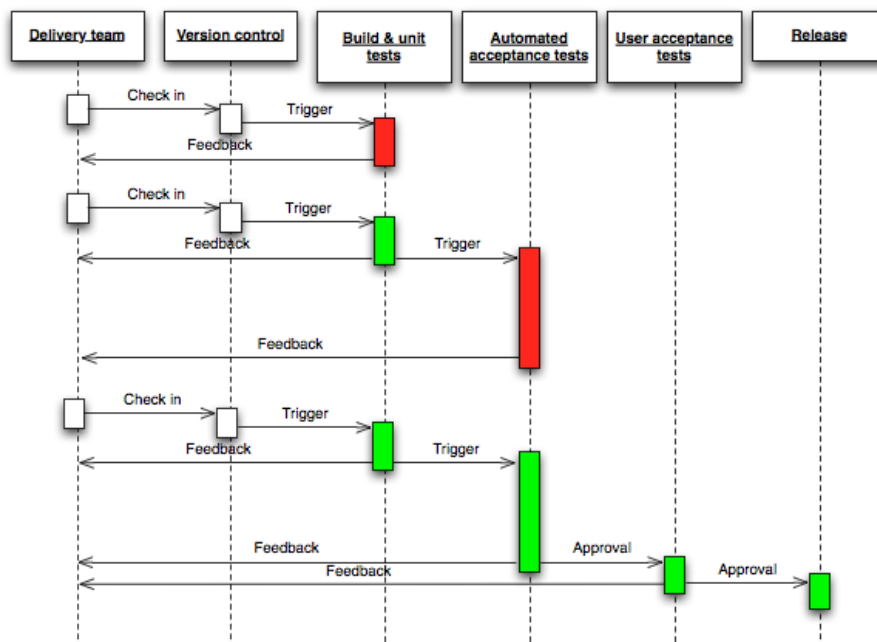 Delivery team
Version control
Build & unit
tests
Automated
acceptance tests
User acceptance
tests
Release
Check in
Trigger
Feedback
Check in
Trigger
Feedback
Trigger
Feedback
Check in
Trigger
Feedback
Trigger
Feedback
Approval
Feedback
Approval